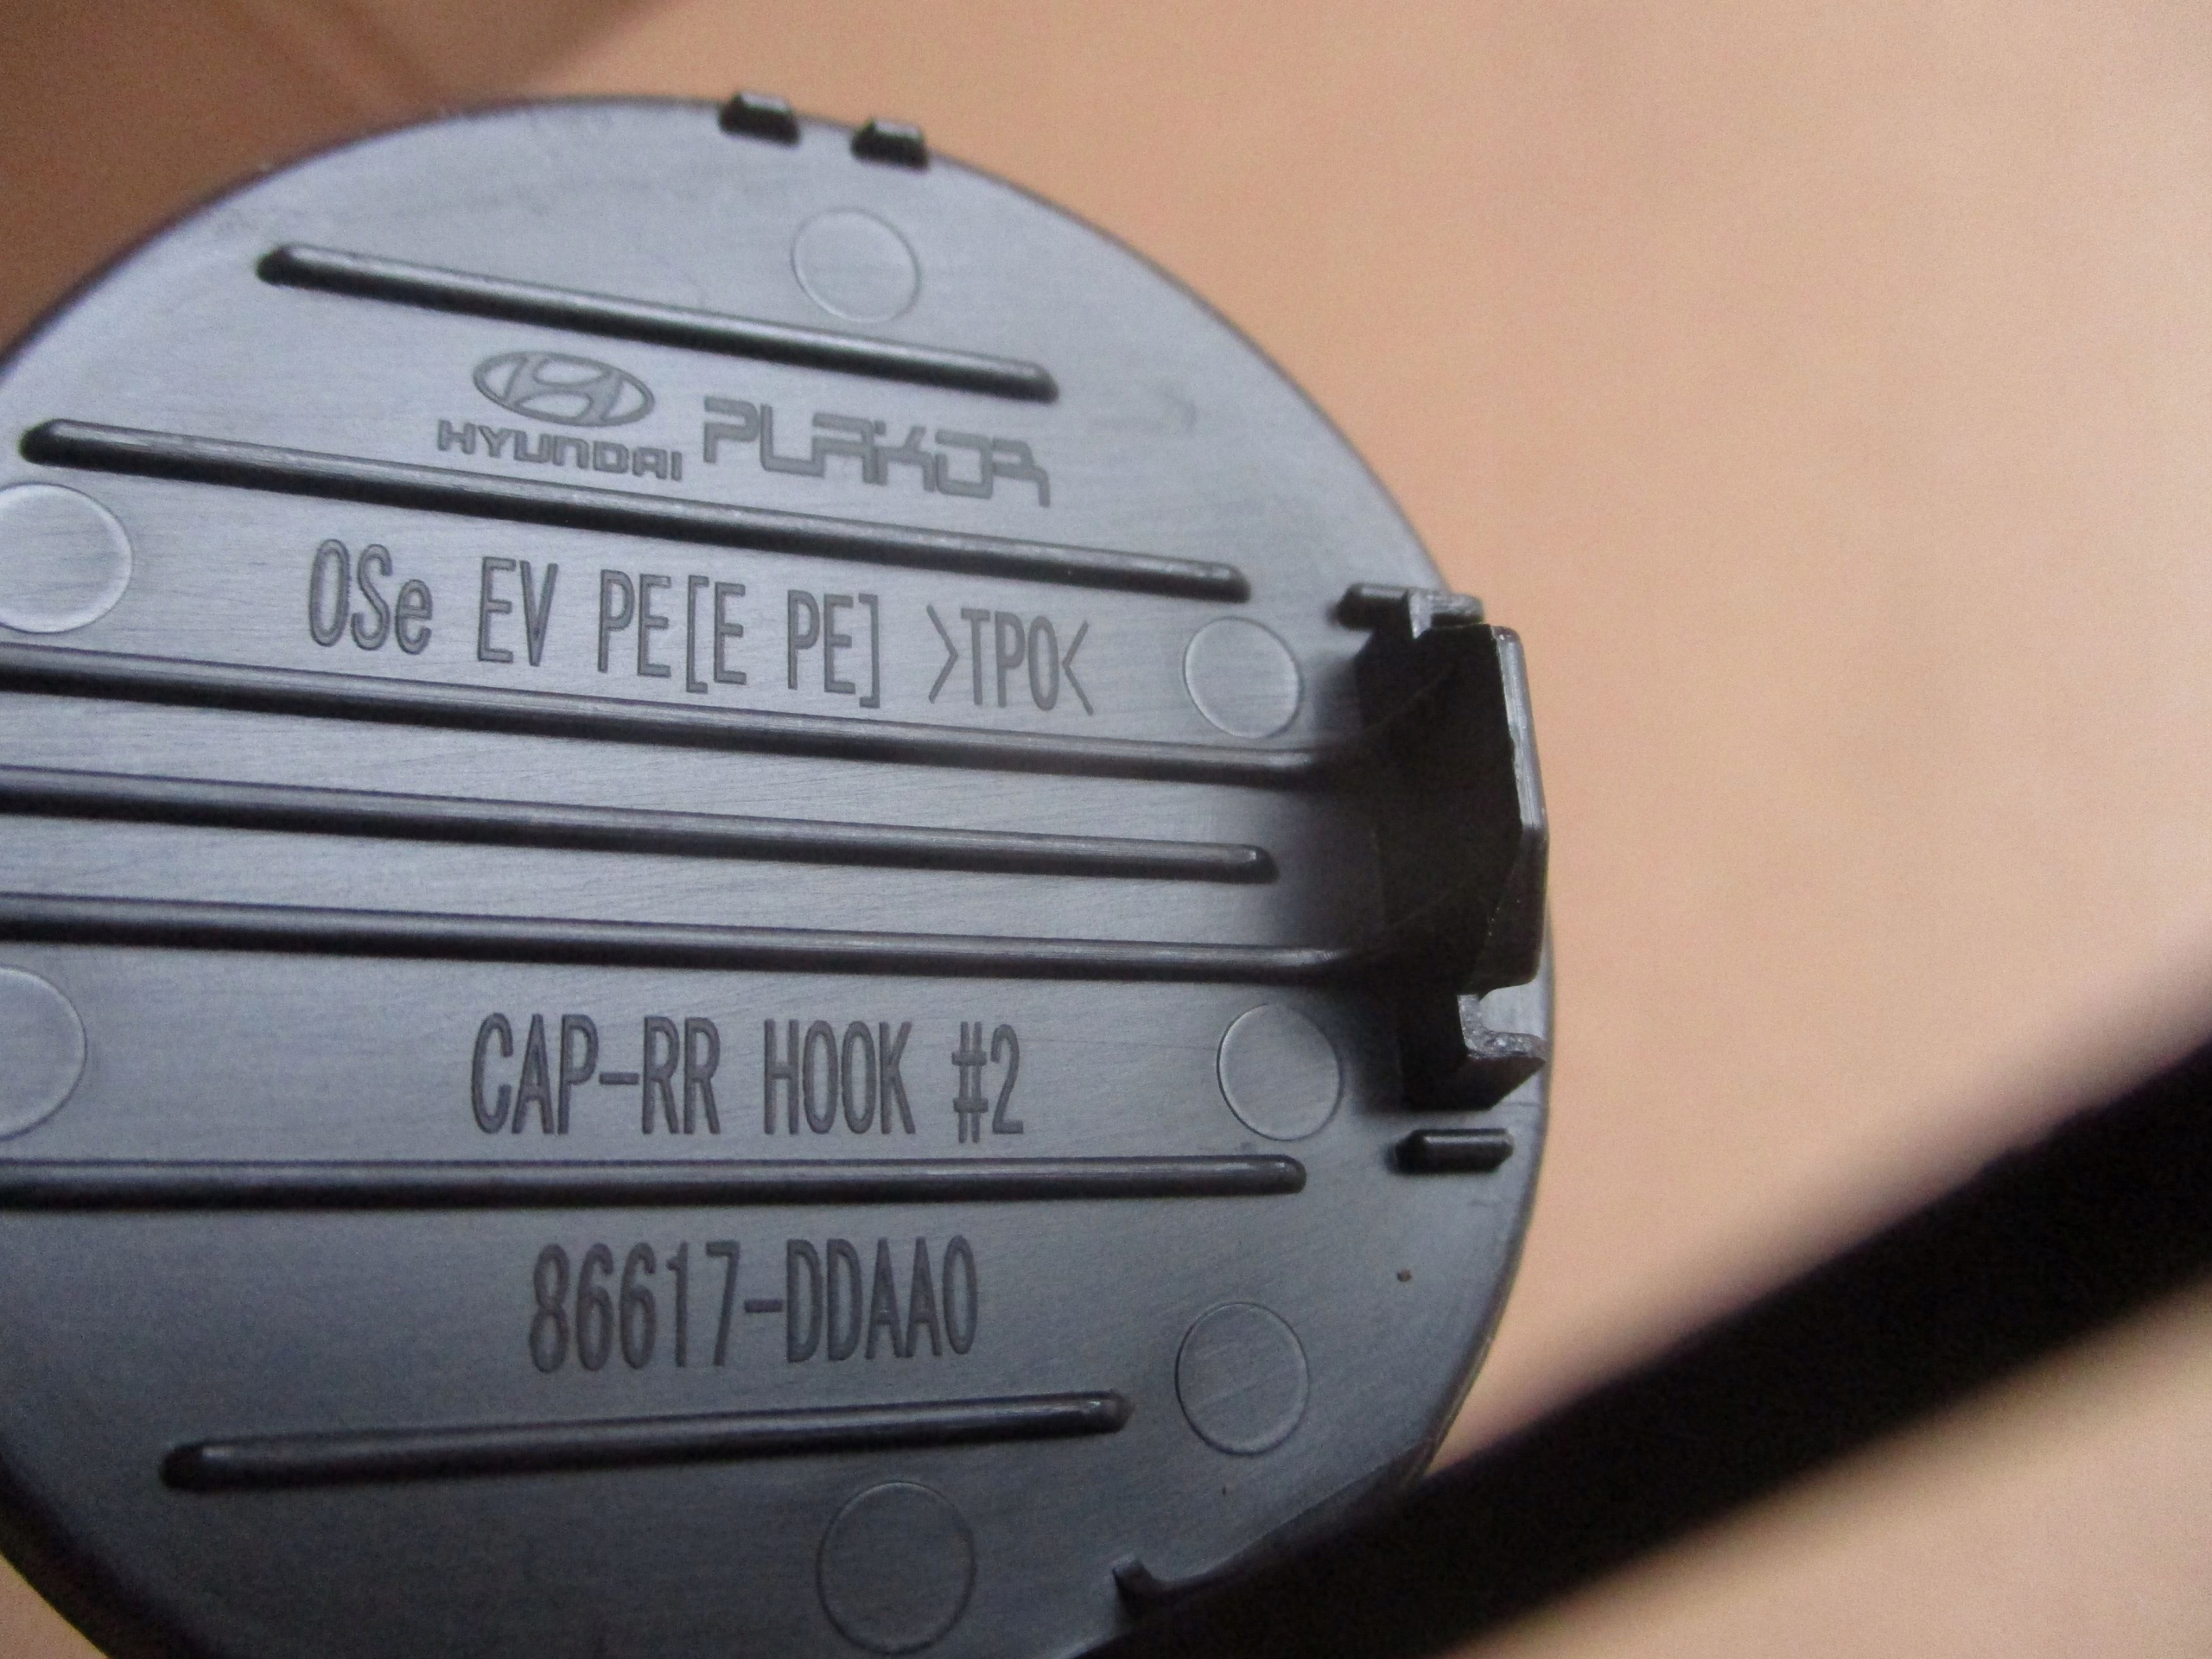 HYUNDAI PLAKOR
OSe EV PE[E PE] >TPO<
CAP-RR HOOK #2
86617-DDAA0